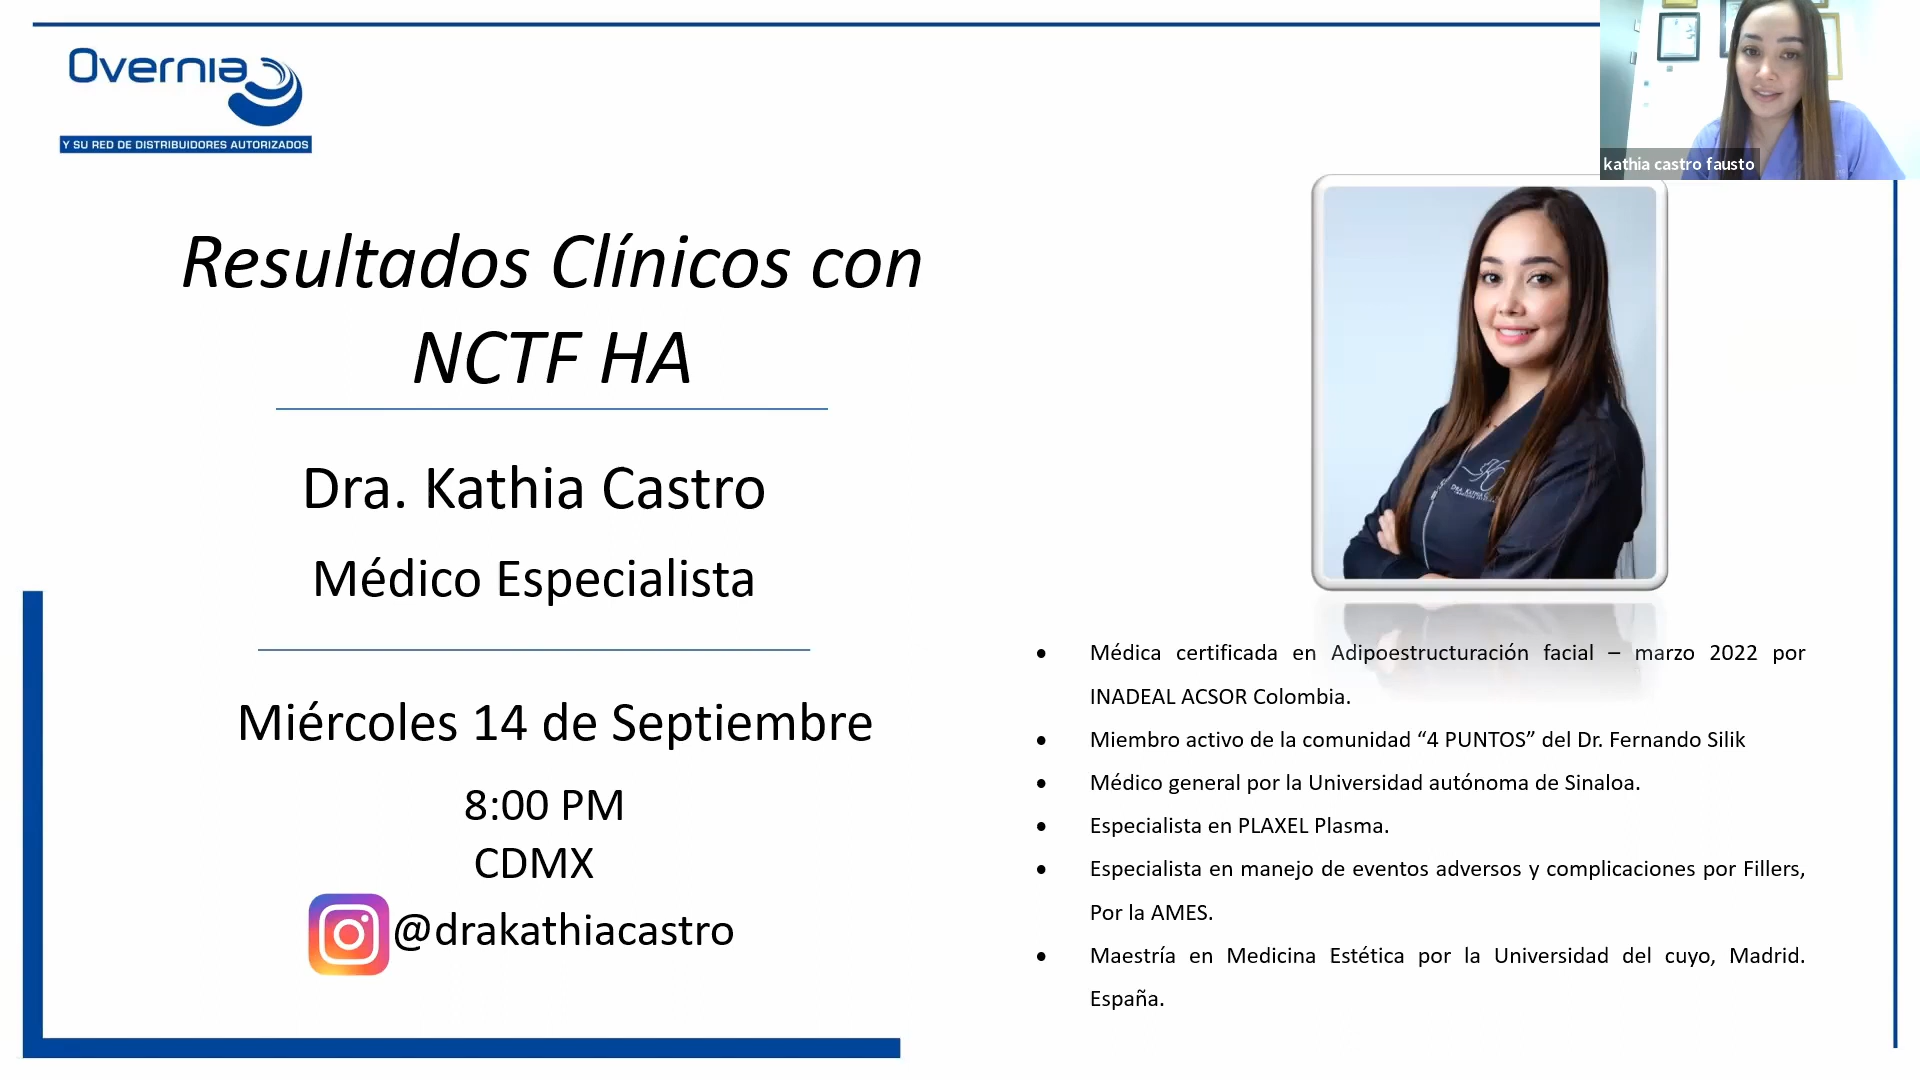 Overnia
Y SU RED DE DISTRIBUIDORES AUTORIZADOS
kathia castro fausto
Resultados Clínicos con
NCTF HA
Dra. Kathia Castro
Médico Especialista
Miércoles 14 de Septiembre
8:00 PM
CDMX
@drakathiacastro
• Médica certificada en Adipoestructuración facial – marzo 2022 por
INADEAL ACSOR Colombia.
• Miembro activo de la comunidad “4 PUNTOS” del Dr. Fernando Silik
• Médico general por la Universidad autónoma de Sinaloa.
• Especialista en PLAXEL Plasma.
• Especialista en manejo de eventos adversos y complicaciones por Fillers,
Por la AMES.
• Maestría en Medicina Estética por la Universidad del cuyo, Madrid.
España.